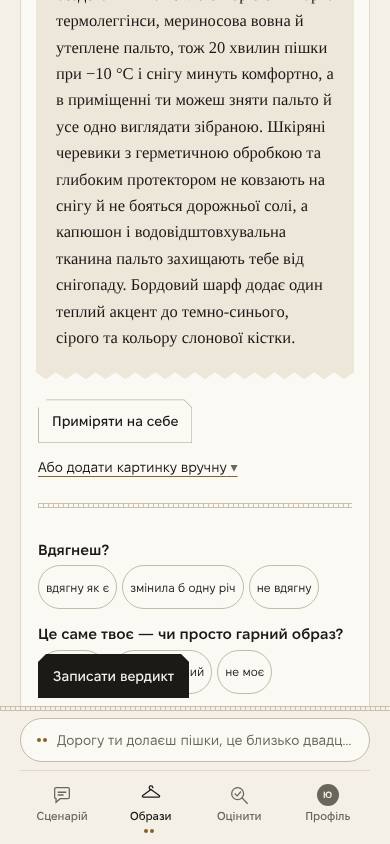 термолеггінси, мериносова вовна й
утеплене пальто, тож 20 хвилин пішки
при −10 °C і снігу минуть комфортно, а
в приміщенні ти можеш зняти пальто й
усе одно виглядати зібраною. Шкіряні
черевики з герметичною обробкою та
глибоким протектором не ковзають на
снігу й не бояться дорожньої солі, а
капюшон і водовідштовхувальна
тканина пальто захищають тебе від
снігопаду. Бордовий шарф додає один
теплий акцент до темно-синього,
сірого та кольору слонової кістки.
Приміряти на себе
Або додати картинку вручну ▾
Вдягнеш?
вдягну як є
змінила б одну річ
не вдягну
Це саме твоє — чи просто гарний образ?
ий
не моє
Записати вердикт
Дорогу ти долаєш пішки, це близько двадц...
Сценарій
Образи
Оцінити
Ю
Профіль